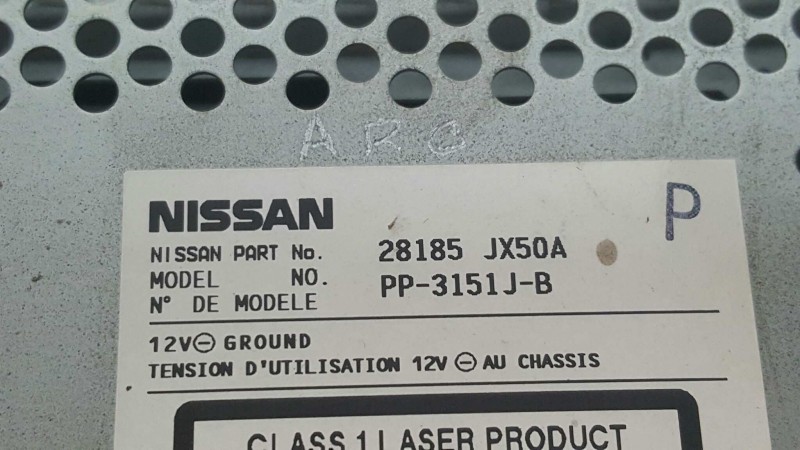 ARC
P
NISSAN
NISSAN PART No. 28185 JX50A
MODEL NO. PP-3151J-B
N° DE MODELE
12V⊖ GROUND
TENSION D'UTILISATION 12V ⊖ AU CHASSIS
CLASS 1 LASER PRODUCT